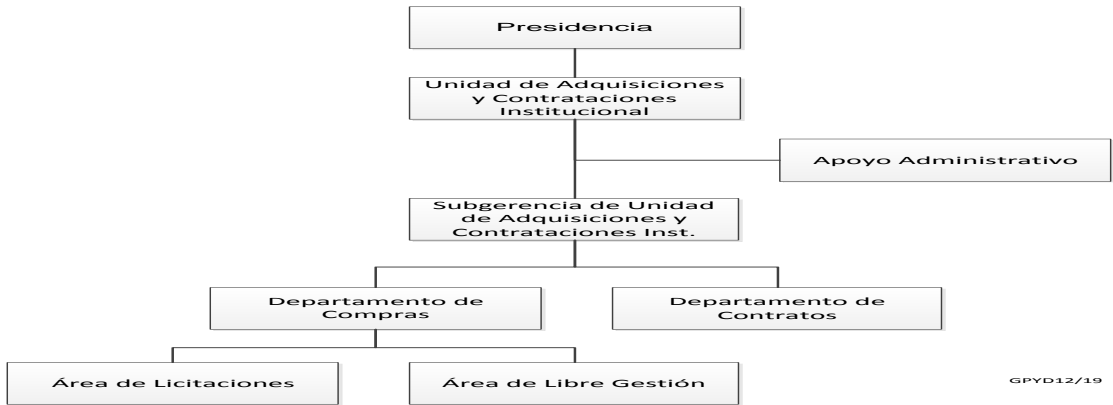 Presidencia
Unidad de Adquisiciones
y Contrataciones
Institucional
Apoyo Administrativo
Subgerencia de Unidad
de Adquisiciones y
Contrataciones Inst.
Departamento de
Compras
Departamento de
Contratos
Área de Licitaciones
Área de Libre Gestión
GPYD12/19